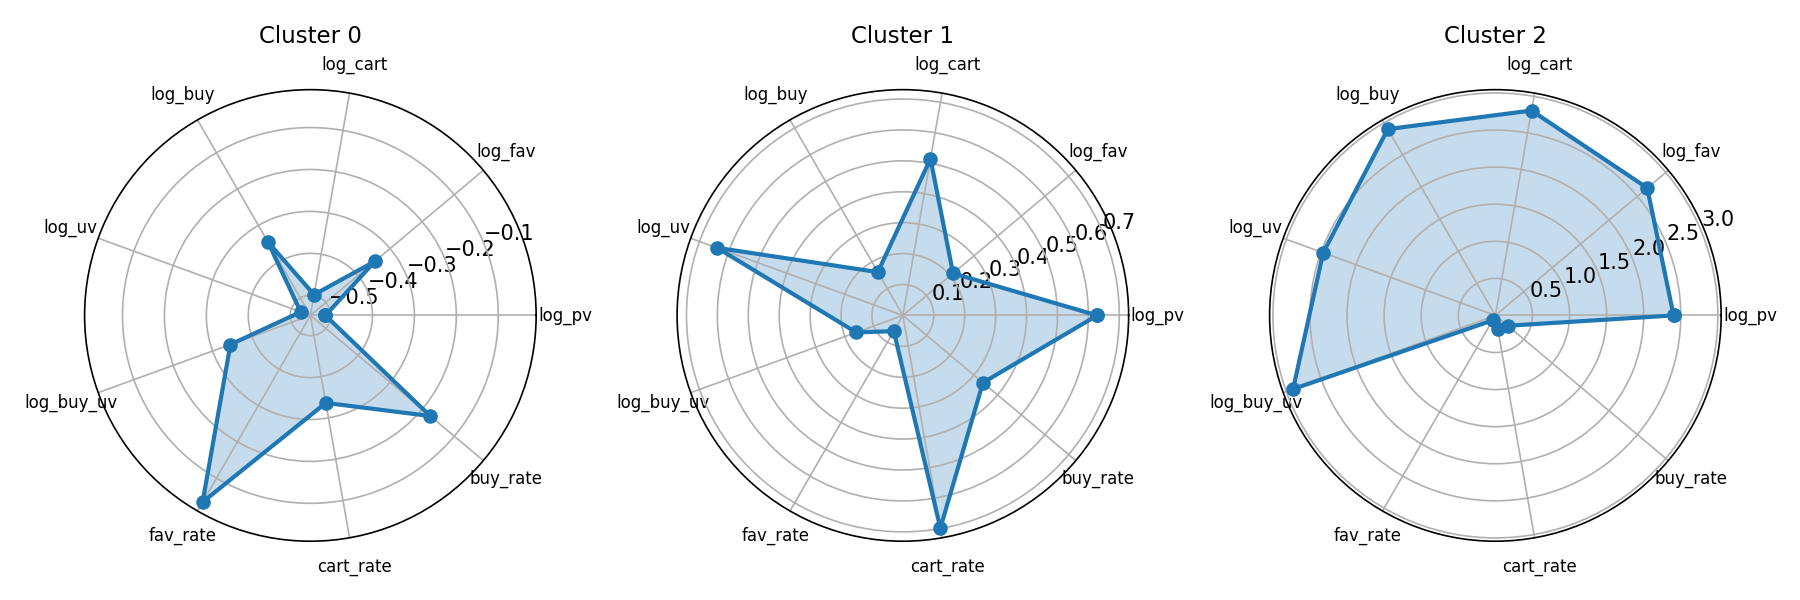 Cluster 0
log_cart
log_buy
log_fav
log_uv
−0.1
−0.2
−0.3
−0.4
−0.5
log_pv
log_buy_uv
buy_rate
fav_rate
cart_rate
Cluster 1
log_cart
log_buy
log_fav
log_uv
0.7
0.6
0.5
0.4
0.3
0.2
0.1
log_pv
log_buy_uv
buy_rate
fav_rate
cart_rate
Cluster 2
log_cart
log_buy
log_fav
log_uv
3.0
2.5
2.0
1.5
1.0
0.5
log_pv
log_buy_uv
buy_rate
fav_rate
cart_rate